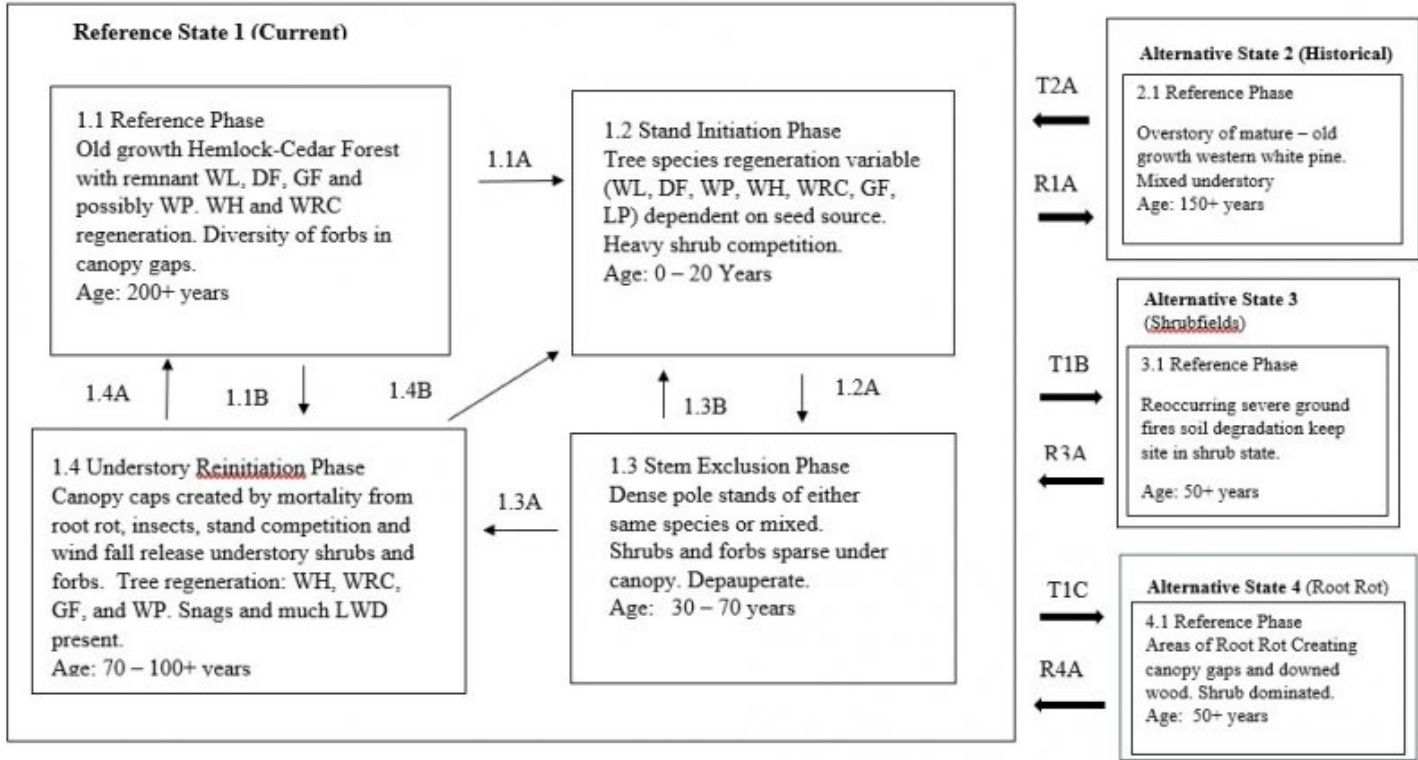 Reference State 1 (Current)
1.1 Reference Phase
Old growth Hemlock-Cedar Forest
with remnant WL, DF, GF and
possibly WP. WH and WRC
regeneration. Diversity of forbs in
canopy gaps.
Age: 200+ years
1.1A
1.2 Stand Initiation Phase
Tree species regeneration variable
(WL, DF, WP, WH, WRC, GF,
LP) dependent on seed source.
Heavy shrub competition.
Age: 0 – 20 Years
1.4A
1.1B
1.4B
1.3B
1.2A
1.4 Understory Reinitiation Phase
Canopy caps created by mortality from
root rot, insects, stand competition and
wind fall release understory shrubs and
forbs. Tree regeneration: WH, WRC,
GF, and WP. Snags and much LWD
present.
Age: 70 – 100+ years
1.3A
1.3 Stem Exclusion Phase
Dense pole stands of either
same species or mixed.
Shrubs and forbs sparse under
canopy. Depauperate.
Age: 30 – 70 years
T2A
R1A
Alternative State 2 (Historical)
2.1 Reference Phase
Overstory of mature – old
growth western white pine.
Mixed understory
Age: 150+ years
T1B
R3A
Alternative State 3
(Shrubfields)
3.1 Reference Phase
Reoccurring severe ground
fires soil degradation keep
site in shrub state.
Age: 50+ years
T1C
R4A
Alternative State 4 (Root Rot)
4.1 Reference Phase
Areas of Root Rot Creating
canopy gaps and downed
wood. Shrub dominated.
Age: 50+ years